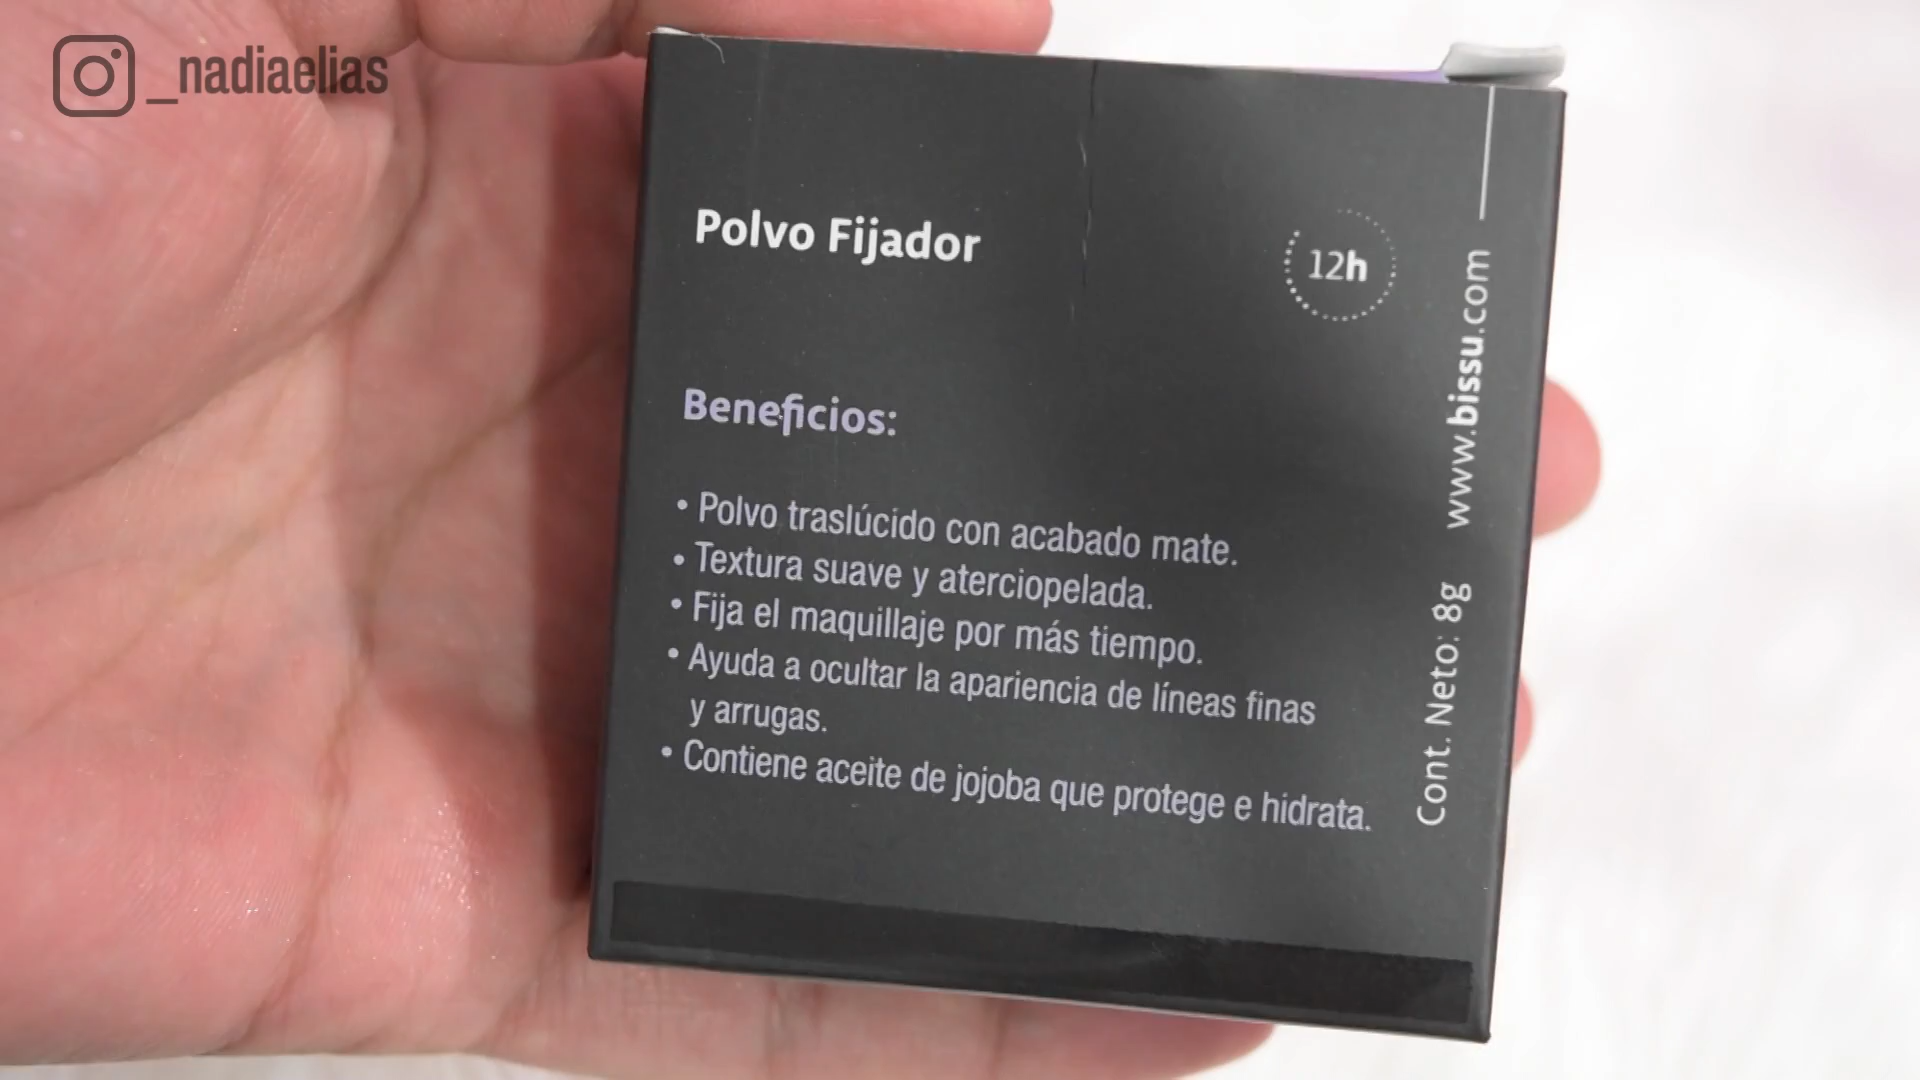 _nadiaelias
Polvo Fijador
12h
Beneficios:
• Polvo traslúcido con acabado mate.
• Textura suave y aterciopelada.
• Fija el maquillaje por más tiempo.
• Ayuda a ocultar la apariencia de líneas finas
y arrugas.
• Contiene aceite de jojoba que protege e hidrata.
Cont. Neto: 8g www.bissu.com